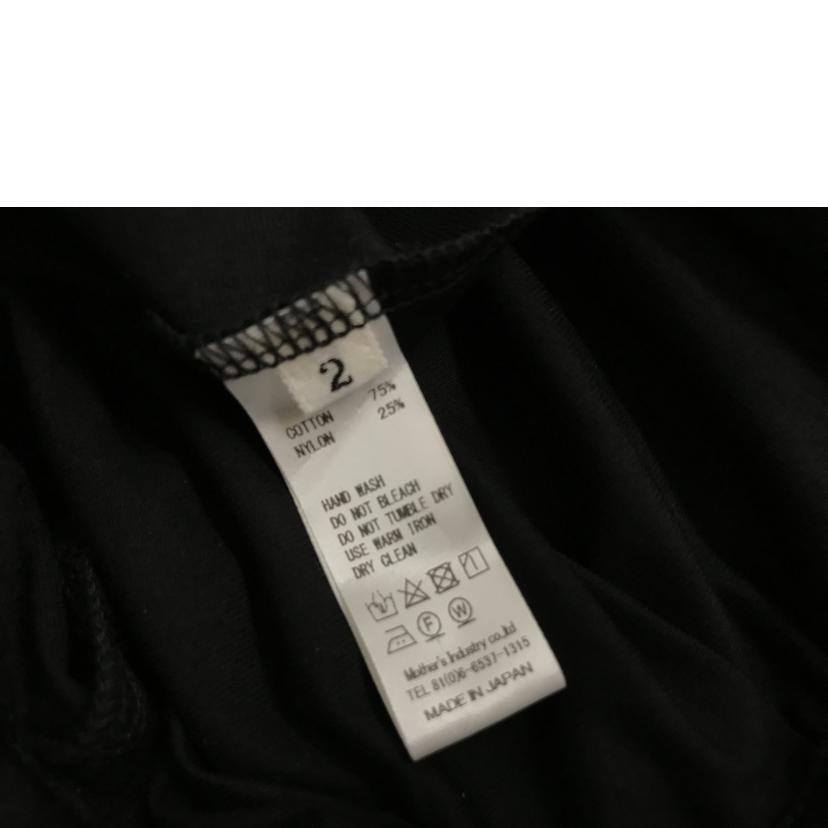 2
COTTON 75%
NYLON 25%
HAND WASH
DO NOT BLEACH
DO NOT TUMBLE DRY
USE WARM IRON
DRY CLEAN
F W
Mother's Industry co.,ltd
TEL 81(0)6-6537-1315
MADE IN JAPAN